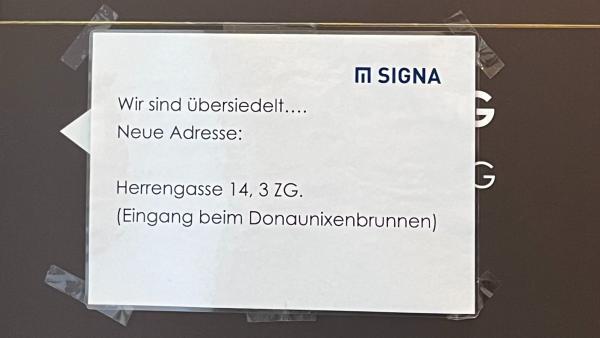 SIGNA
Wir sind übersiedelt....
Neue Adresse:
Herrengasse 14, 3 ZG.
(Eingang beim Donaunixenbrunnen)
G
G